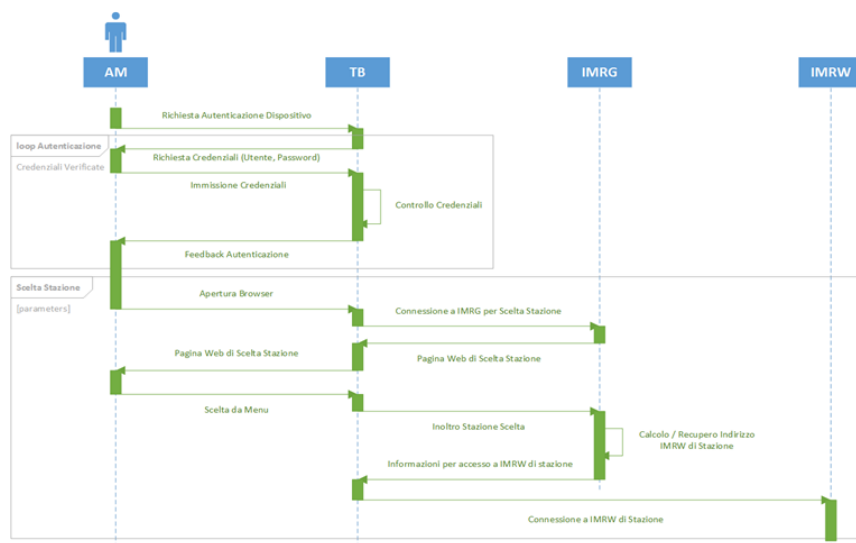 AM
TB
IMRG
IMRW
Richiesta Autenticazione Dispositivo
loop Autenticazione
Credenziali Verificate
Richiesta Credenziali (Utente, Password)
Immissione Credenziali
Controllo Credenziali
Feedback Autenticazione
Scelta Stazione
[parameters]
Apertura Browser
Connessione a IMRG per Scelta Stazione
Pagina Web di Scelta Stazione
Pagina Web di Scelta Stazione
Scelta da Menu
Inoltro Stazione Scelta
Calcolo / Recupero Indirizzo
IMRW di Stazione
Informazioni per accesso a IMRW di stazione
Connessione a IMRW di Stazione